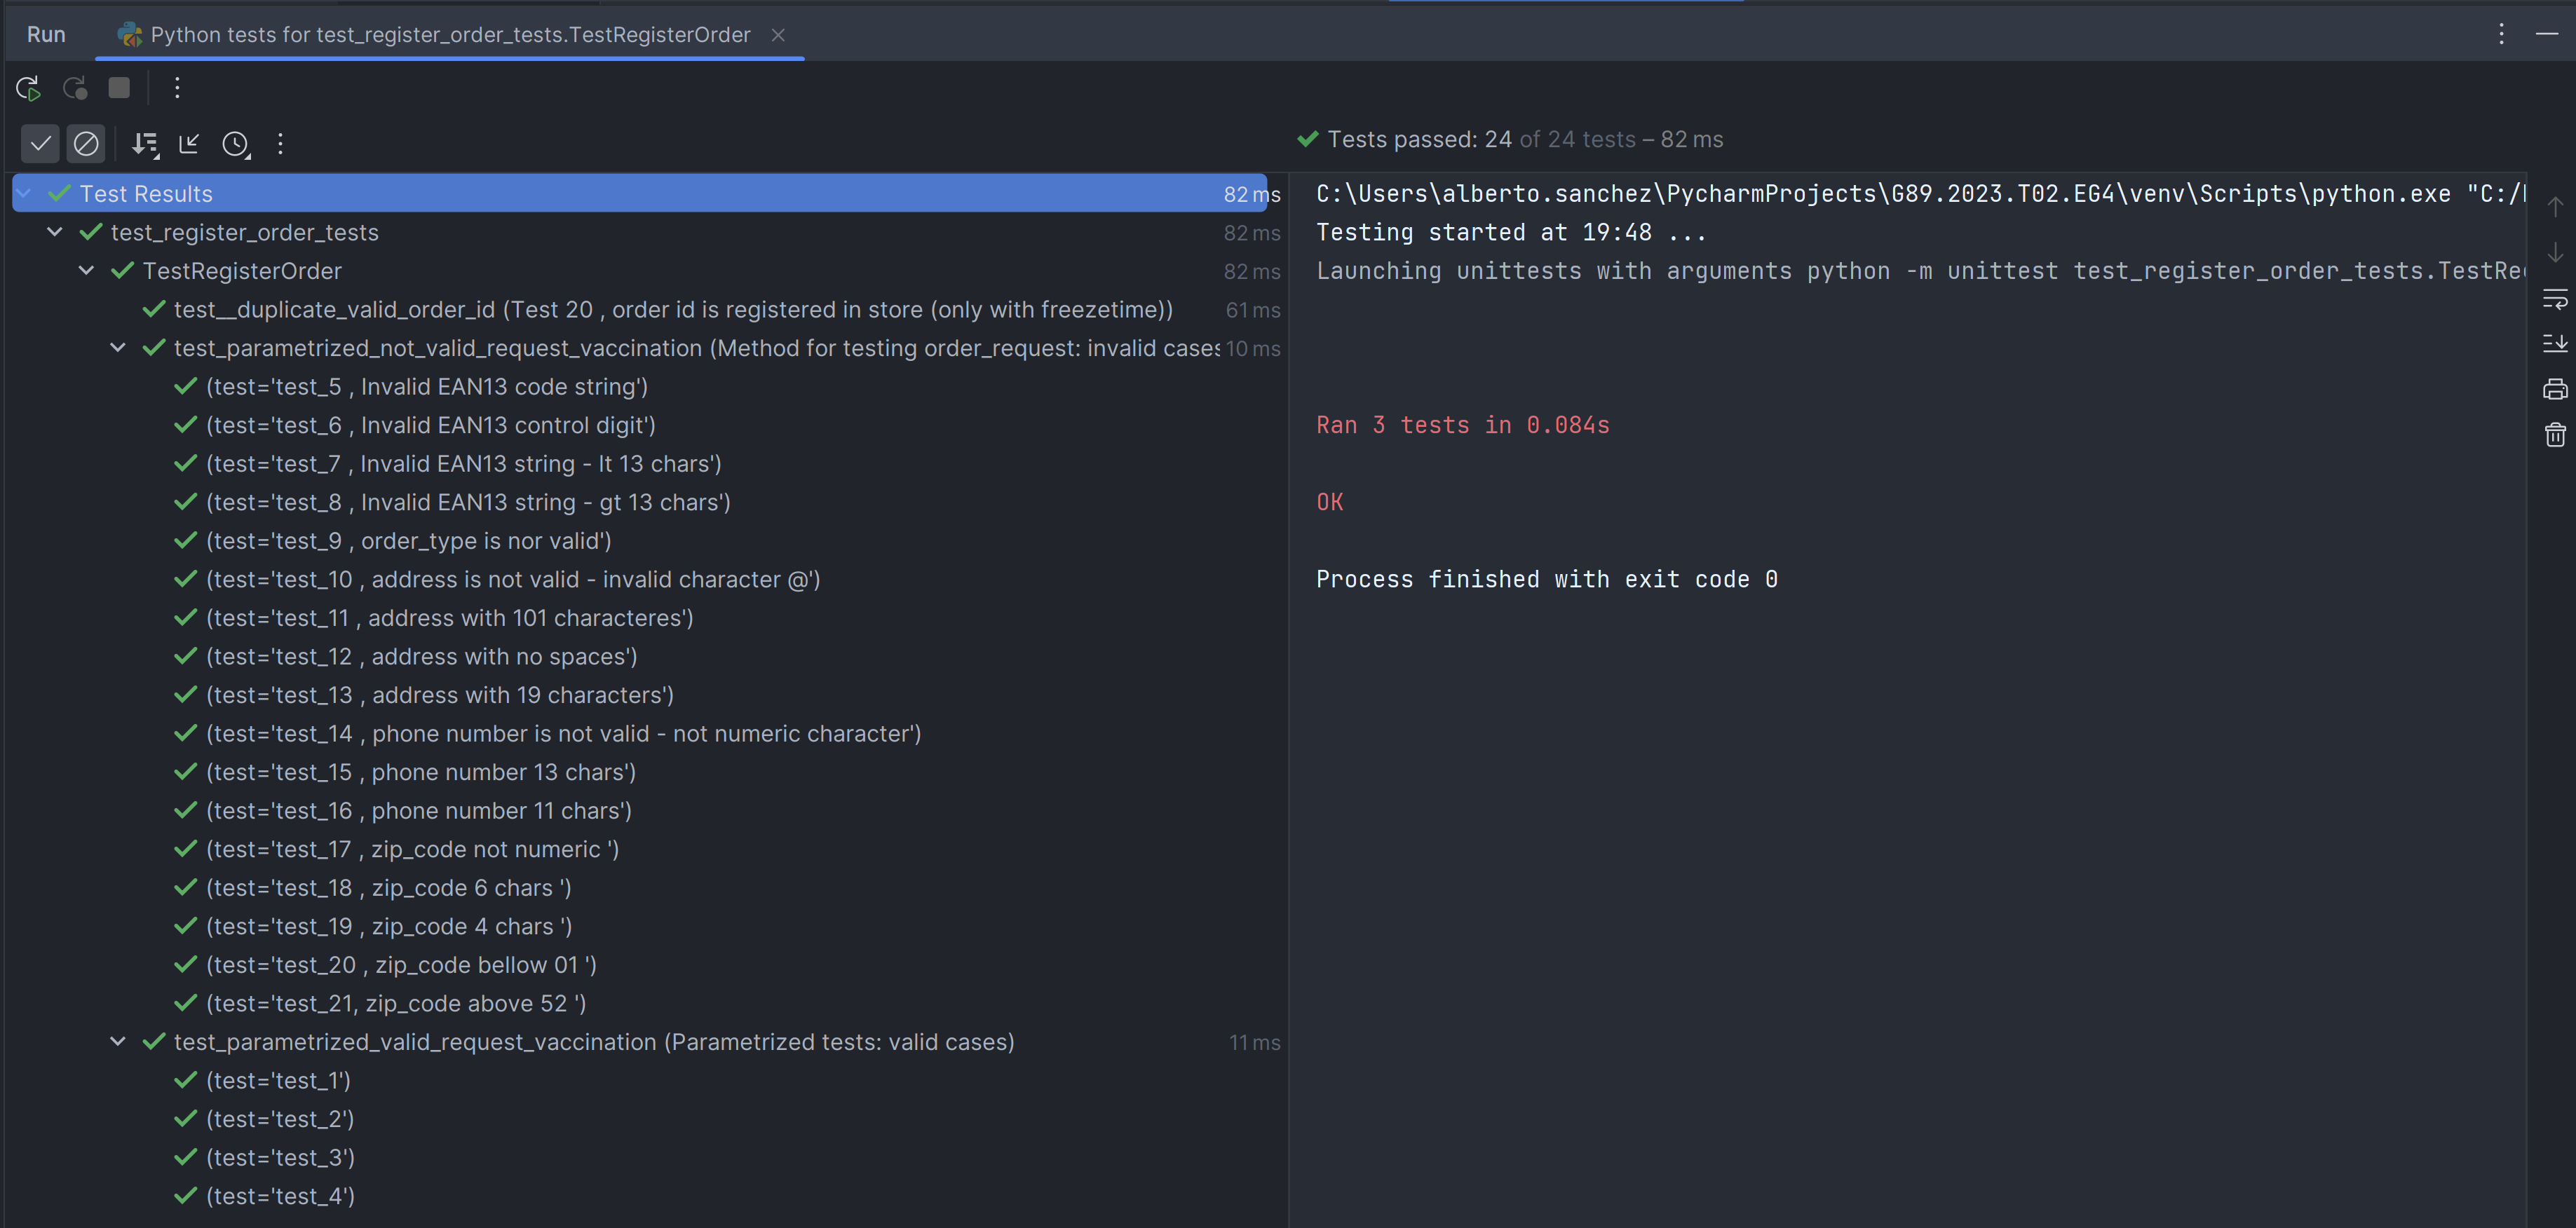 Run
Python tests for test_register_order_tests.TestRegisterOrder
Tests passed: 24 of 24 tests – 82 ms
Test Results 82 ms
test_register_order_tests 82 ms
TestRegisterOrder 82 ms
test__duplicate_valid_order_id (Test 20 , order id is registered in store (only with freezetime)) 61 ms
test_parametrized_not_valid_request_vaccination (Method for testing order_request: invalid cases 10 ms
(test='test_5 , Invalid EAN13 code string')
(test='test_6 , Invalid EAN13 control digit')
(test='test_7 , Invalid EAN13 string - lt 13 chars')
(test='test_8 , Invalid EAN13 string - gt 13 chars')
(test='test_9 , order_type is nor valid')
(test='test_10 , address is not valid - invalid character @')
(test='test_11 , address with 101 characteres')
(test='test_12 , address with no spaces')
(test='test_13 , address with 19 characters')
(test='test_14 , phone number is not valid - not numeric character')
(test='test_15 , phone number 13 chars')
(test='test_16 , phone number 11 chars')
(test='test_17 , zip_code not numeric ')
(test='test_18 , zip_code 6 chars ')
(test='test_19 , zip_code 4 chars ')
(test='test_20 , zip_code bellow 01 ')
(test='test_21, zip_code above 52 ')
test_parametrized_valid_request_vaccination (Parametrized tests: valid cases) 11 ms
(test='test_1')
(test='test_2')
(test='test_3')
(test='test_4')
C:\Users\alberto.sanchez\PycharmProjects\G89.2023.T02.EG4\venv\Scripts\python.exe "C:/
Testing started at 19:48 ...
Launching unittests with arguments python -m unittest test_register_order_tests.TestRe
Ran 3 tests in 0.084s
OK
Process finished with exit code 0